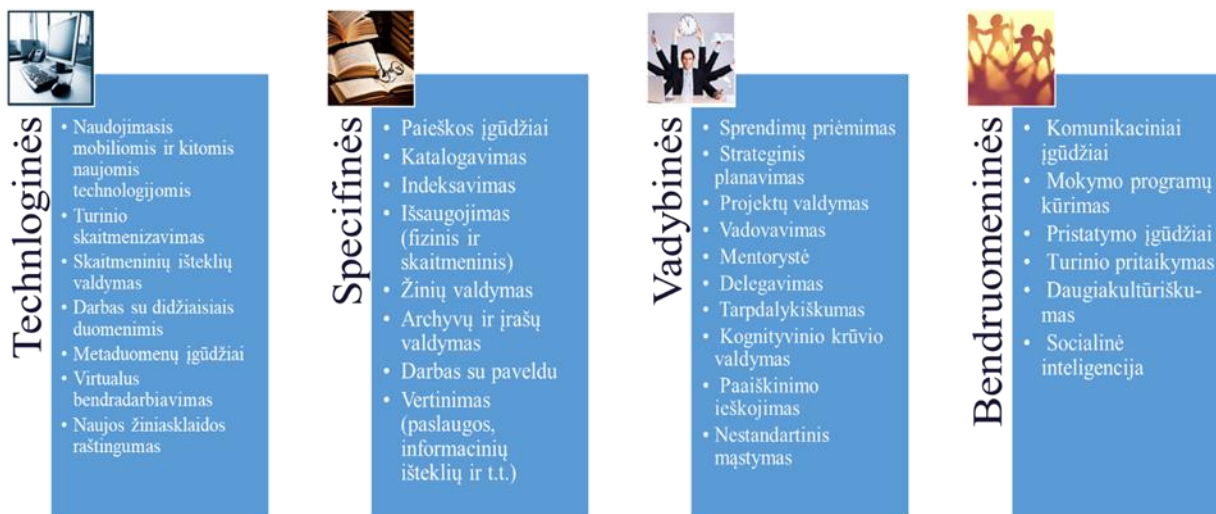 Technloginės
• Naudojimasis
mobiliomis ir kitomis
naujomis
technologijomis
• Turinio
skaitmenizavimas
• Skaitmeninių išteklių
valdymas
• Darbas su didžiaisiais
duomenimis
• Metaduomenų įgūdžiai
• Virtualus
bendradarbiavimas
• Naujos žiniasklaidos
raštingumas
Specifinės
• Paieškos įgūdžiai
• Katalogavimas
• Indeksavimas
• Išsaugojimas
(fizinis ir
skaitmeninis)
• Žinių valdymas
• Archyvų ir įrašų
valdymas
• Darbas su paveldu
• Vertinimas
(paslaugos,
informacinių
išteklių ir t.t.)
Vadybinės
• Sprendimų priėmimas
• Strateginis
planavimas
• Projektų valdymas
• Vadovavimas
• Mentorystė
• Delegavimas
• Tarpdalykiškumas
• Kognityvinio krūvio
valdymas
• Paaiškinimo
ieškojimas
• Nestandartinis
mąstymas
Bendruomeninės
• Komunikaciniai
įgūdžiai
• Mokymo programų
kūrimas
• Pristatymo įgūdžiai
• Turinio pritaikymas
• Daugiakultūrišku-
mas
• Socialinė
inteligencija